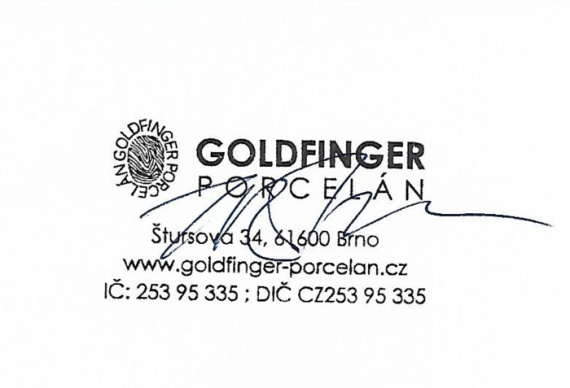 GOLDFINGER PORCELÁN
GOLDFINGER
PORCELÁN
Štursova 34, 61600 Brno
www.goldfinger-porcelan.cz
IČ: 253 95 335 ; DIČ CZ253 95 335